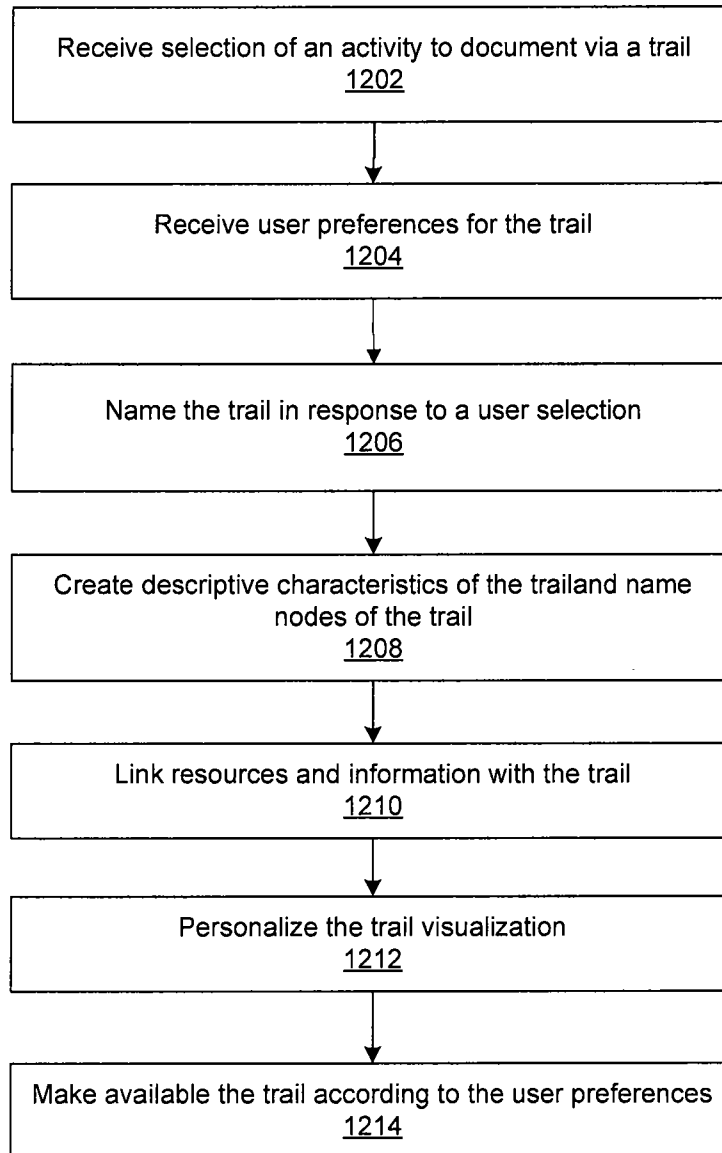 Receive selection of an activity to document via a trail
1202
Receive user preferences for the trail
1204
Name the trail in response to a user selection
1206
Create descriptive characteristics of the trailand name
nodes of the trail
1208
Link resources and information with the trail
1210
Personalize the trail visualization
1212
Make available the trail according to the user preferences
1214